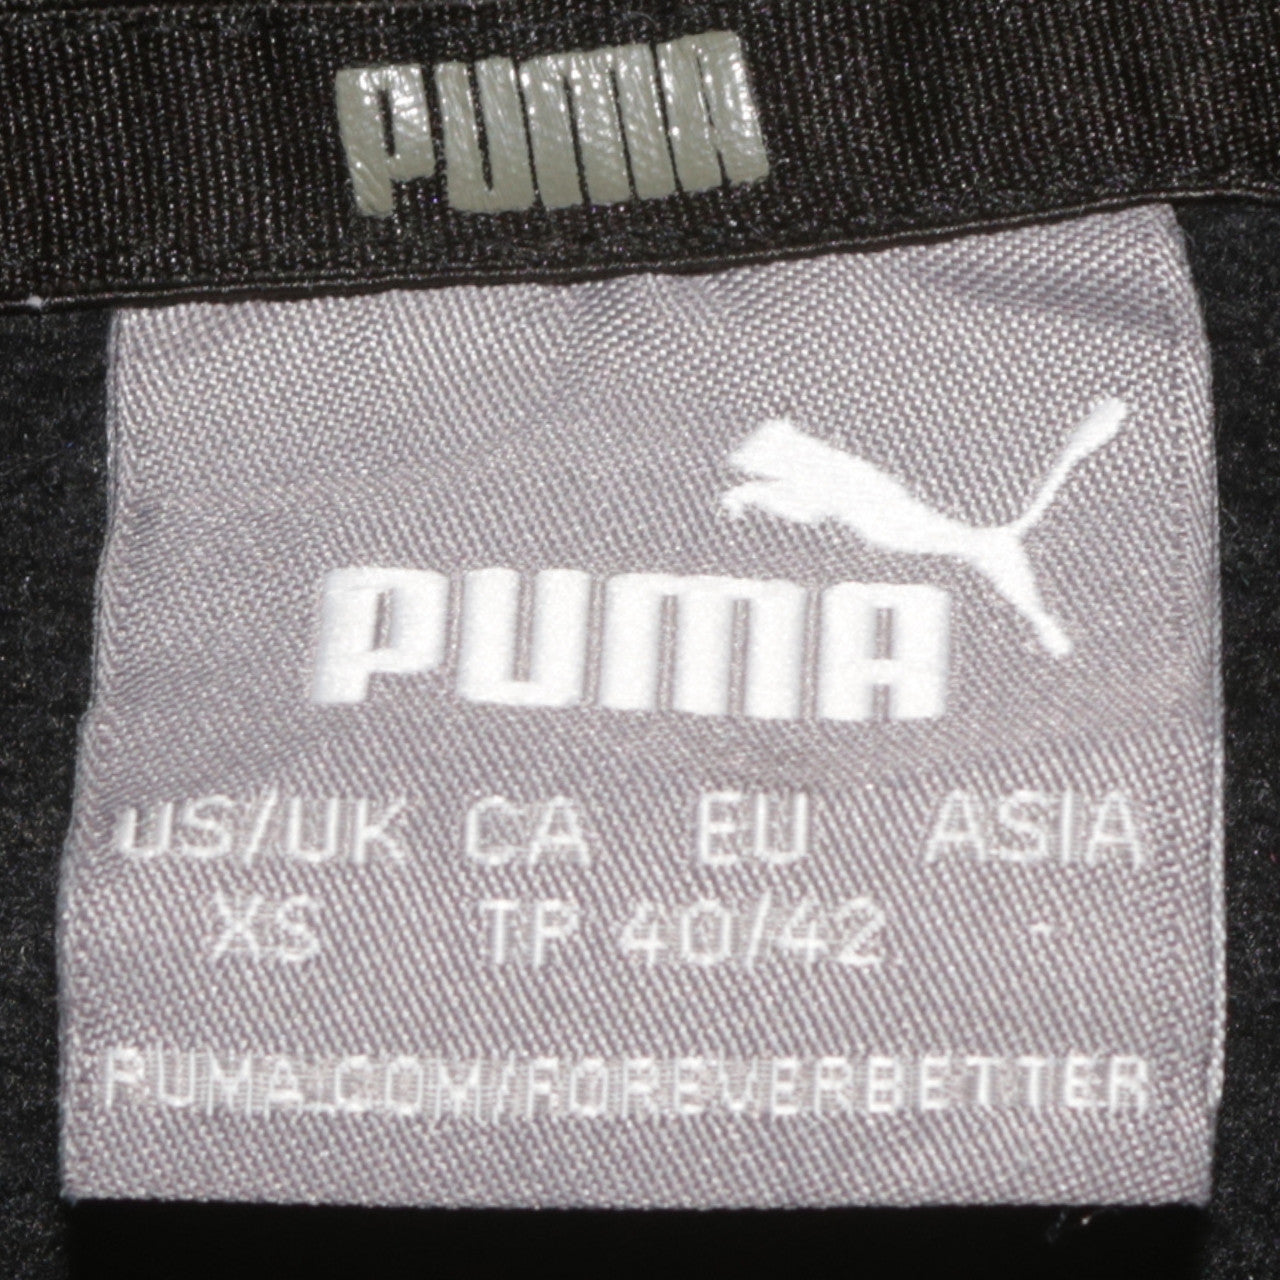 PUMA
PUMA
US/UK CA EU ASIA
XS TP 40/42 -
PUMA.COM/FOREVERBETTER